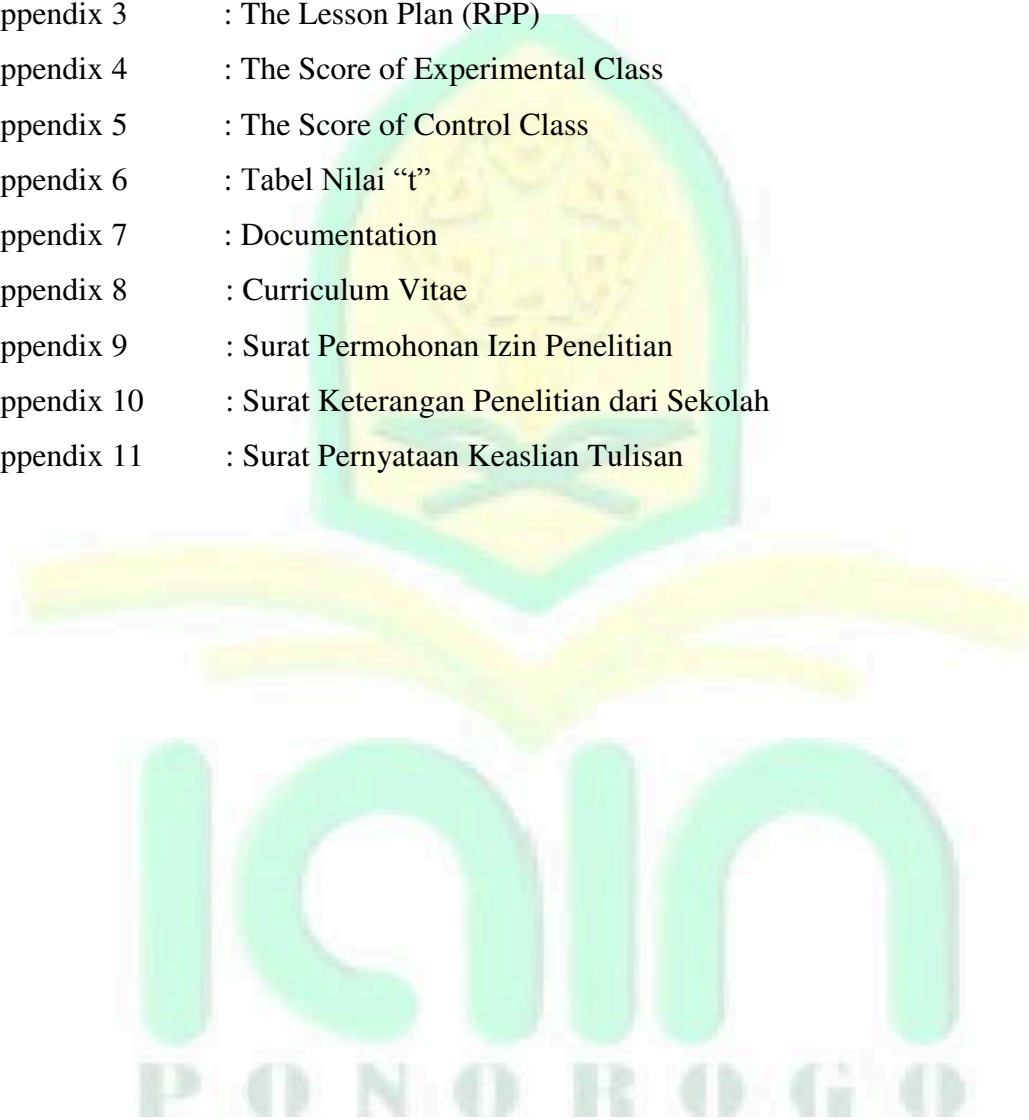 ppendix 3 : The Lesson Plan (RPP)
ppendix 4 : The Score of Experimental Class
ppendix 5 : The Score of Control Class
ppendix 6 : Tabel Nilai “t”
ppendix 7 : Documentation
ppendix 8 : Curriculum Vitae
ppendix 9 : Surat Permohonan Izin Penelitian
ppendix 10 : Surat Keterangan Penelitian dari Sekolah
ppendix 11 : Surat Pernyataan Keaslian Tulisan
iain
PONOROGO